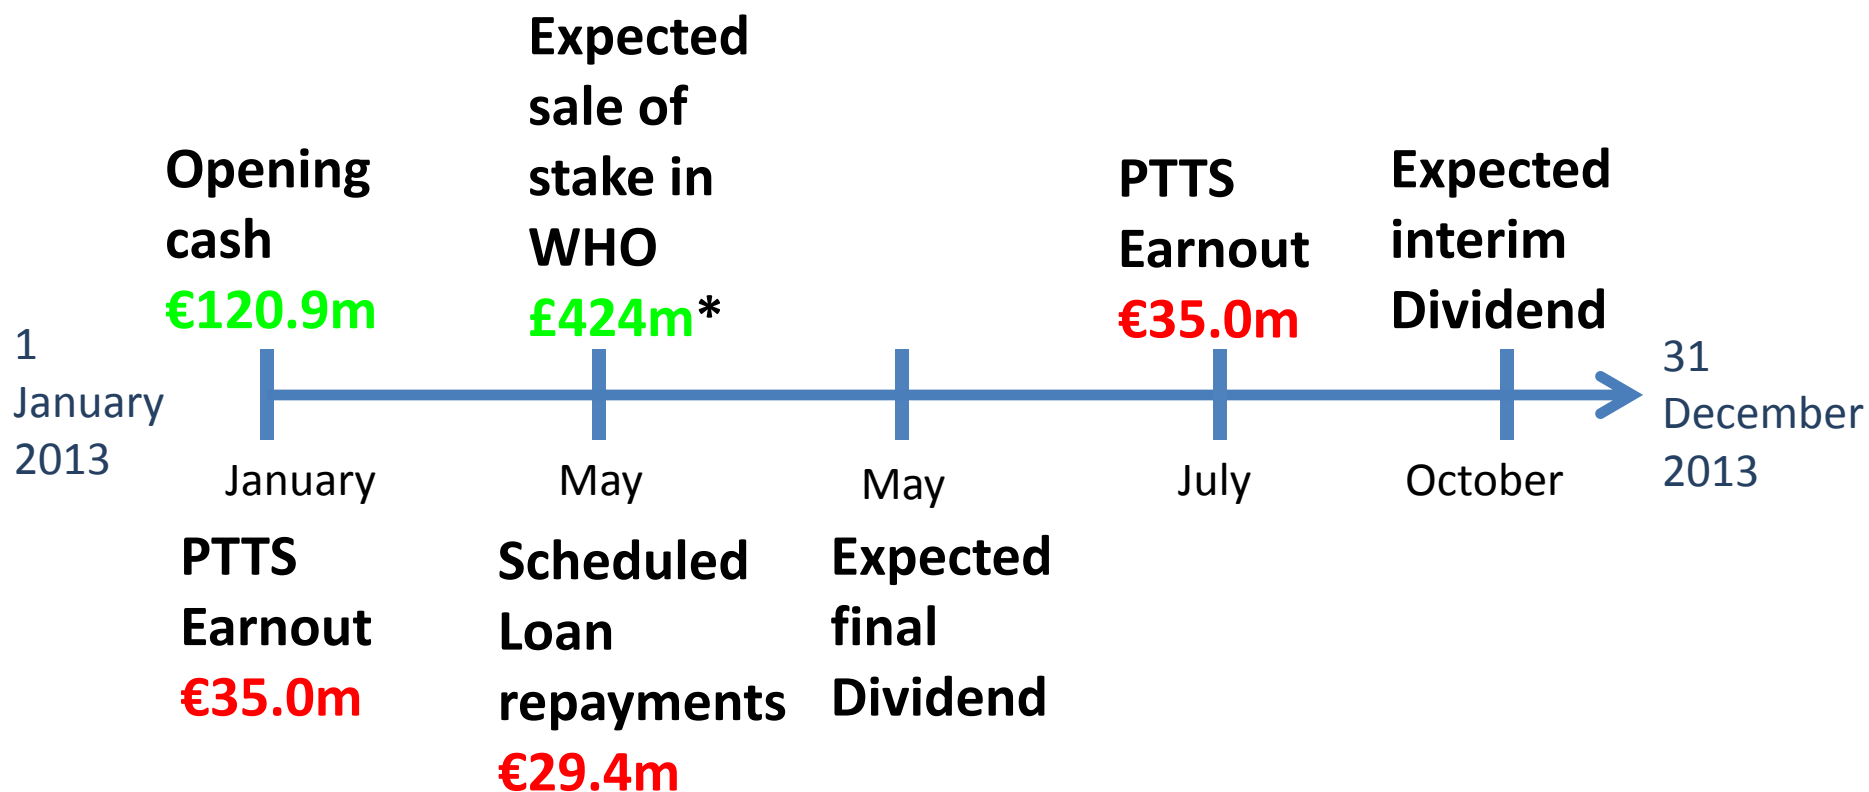 1
January
2013
Opening
cash
€120.9m
Expected
sale of
stake in
WHO
£424m*
PTTS
Earnout
€35.0m
Expected
interim
Dividend
31
December
2013
January
May
May
July
October
PTTS
Earnout
€35.0m
Scheduled
Loan
repayments
€29.4m
Expected
final
Dividend